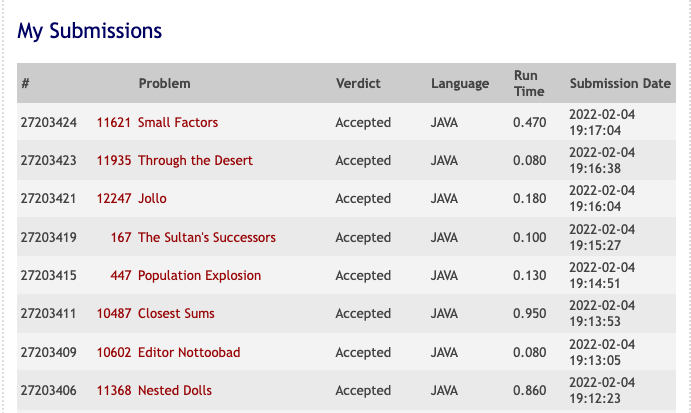 My Submissions
# Problem Verdict Language Run Time Submission Date
27203424 11621 Small Factors Accepted JAVA 0.470 2022-02-04 19:17:04
27203423 11935 Through the Desert Accepted JAVA 0.080 2022-02-04 19:16:38
27203421 12247 Jollo Accepted JAVA 0.180 2022-02-04 19:16:04
27203419 167 The Sultan's Successors Accepted JAVA 0.100 2022-02-04 19:15:27
27203415 447 Population Explosion Accepted JAVA 0.130 2022-02-04 19:14:51
27203411 10487 Closest Sums Accepted JAVA 0.950 2022-02-04 19:13:53
27203409 10602 Editor Nottoobad Accepted JAVA 0.080 2022-02-04 19:13:05
27203406 11368 Nested Dolls Accepted JAVA 0.860 2022-02-04 19:12:23